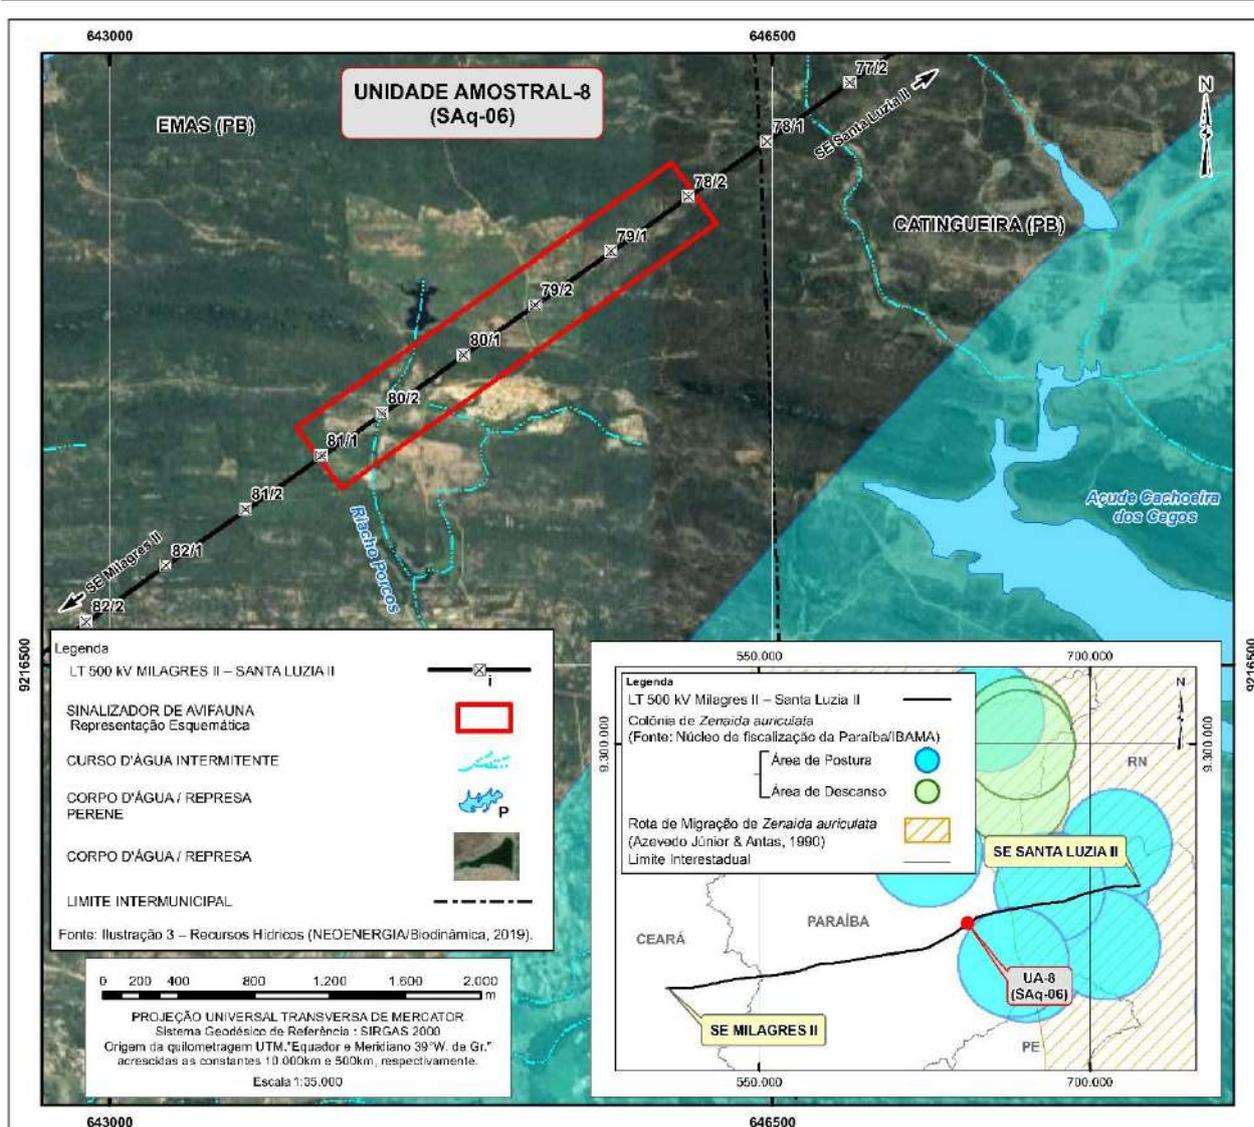 643000
646500
UNIDADE AMOSTRAL-8
(SAq-06)
EMAS (PB)
77/2
SE Santa Luzia II
78/1
N
78/2
CATINGUEIRA (PB)
79/1
79/2
80/1
80/2
81/1
81/2
Riacho Porcos
Açude Cachoeira
dos Cegos
82/1
SE Milagres II
82/2
9216500
9216500
Legenda
LT 500 kV MILAGRES II – SANTA LUZIA II
i
SINALIZADOR DE AVIFAUNA
Representação Esquemática
CURSO D'ÁGUA INTERMITENTE
CORPO D'ÁGUA / REPRESA
PERENE
P
CORPO D'ÁGUA / REPRESA
LIMITE INTERMUNICIPAL
Fonte: Ilustração 3 – Recursos Hídricos (NEOENERGIA/Biodinâmica, 2019).
0 200 400 800 1.200 1.600 2.000
m
PROJEÇÃO UNIVERSAL TRANSVERSA DE MERCATOR
Sistema Geodésico de Referência : SIRGAS 2000
Origem da quilometragem UTM."Equador e Meridiano 39°W. de Gr."
acrescidas as constantes 10.000km e 500km, respectivamente.
Escala 1:35.000
550.000
700.000
Legenda
LT 500 kV Milagres II – Santa Luzia II
Colônia de Zenaida auriculata
(Fonte: Núcleo de fiscalização da Paraíba/IBAMA)
Área de Postura
Área de Descanso
Rota de Migração de Zenaida auriculata
(Azevedo Júnior & Antas, 1990)
Limite Interestadual
N
9.300.000
9.300.000
RN
SE SANTA LUZIA II
PARAÍBA
CEARÁ
UA-8
(SAq-06)
SE MILAGRES II
PE
550.000
700.000
643000
646500